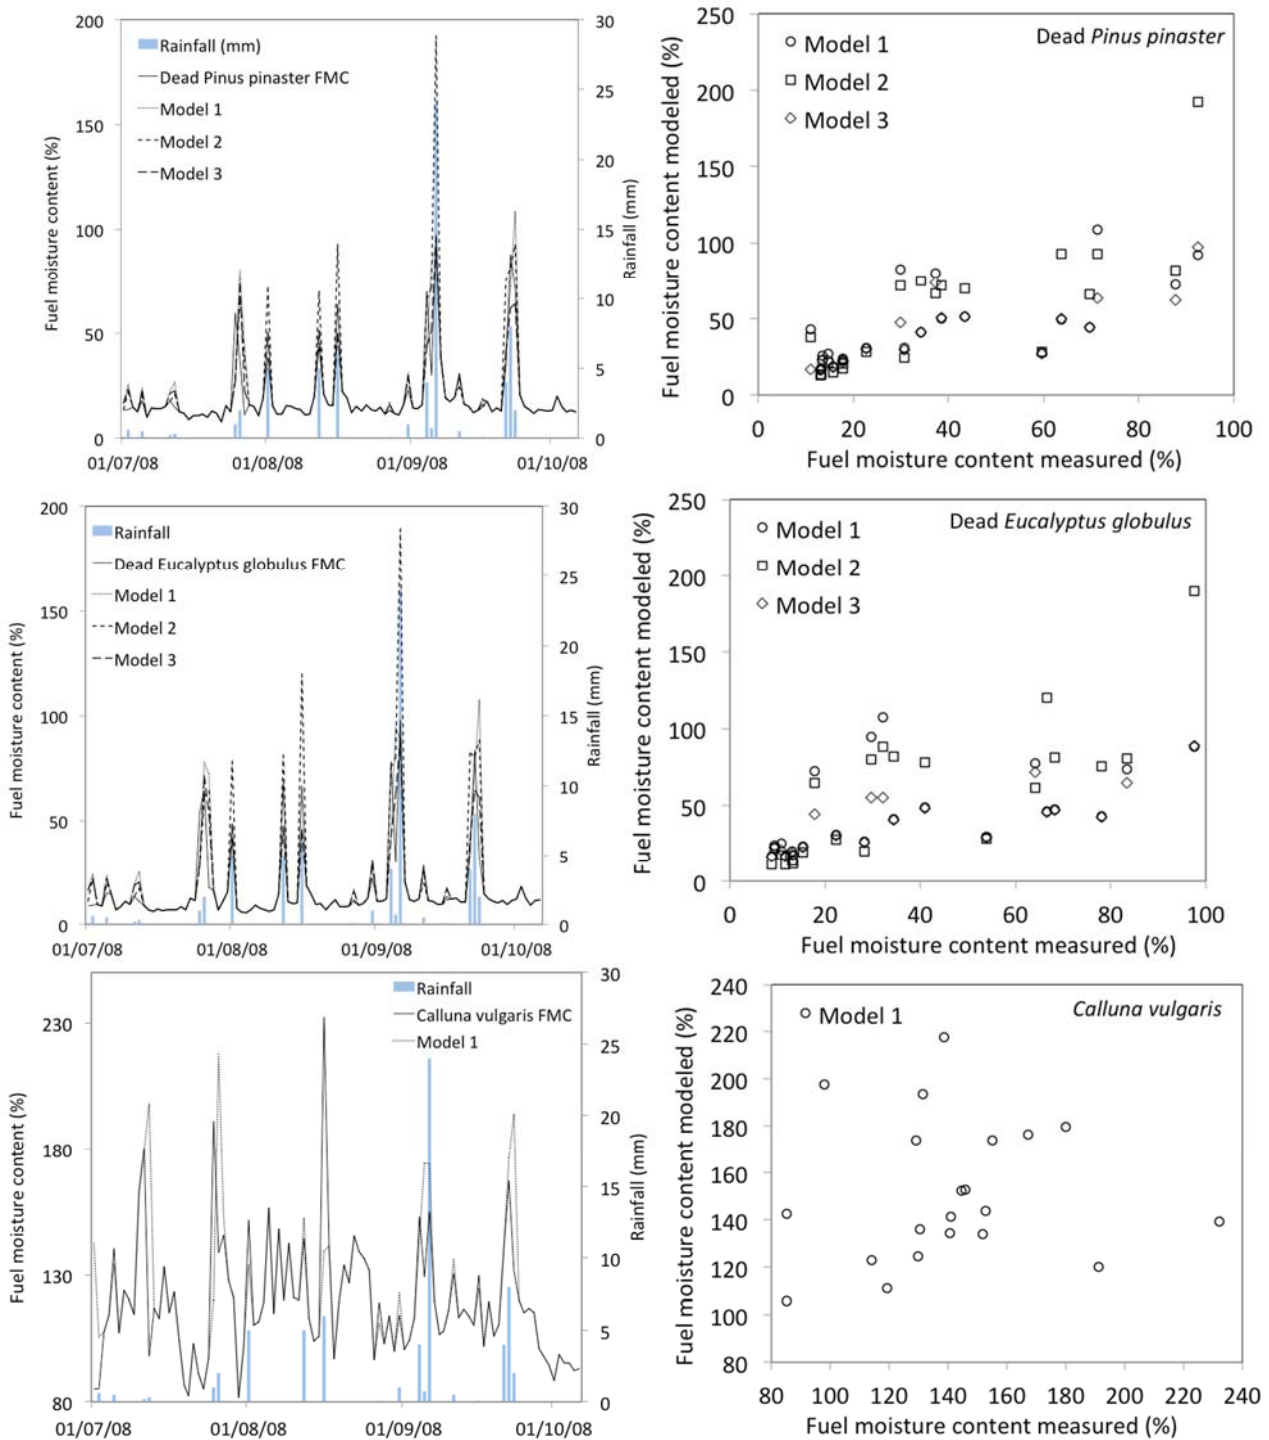 200
150
100
50
0
Fuel moisture content (%)
Rainfall (mm)
Dead Pinus pinaster FMC
Model 1
Model 2
Model 3
30
25
20
15
10
5
0
Rainfall (mm)
01/07/08 01/08/08 01/09/08 01/10/08
250
200
150
100
50
0
Fuel moisture content modeled (%)
Model 1
Model 2
Model 3
Dead Pinus pinaster
0 20 40 60 80 100
Fuel moisture content measured (%)
200
150
100
50
0
Fuel moisture content (%)
Rainfall
Dead Eucalyptus globulus FMC
Model 1
Model 2
Model 3
30
25
20
15
10
5
0
Rainfall (mm)
01/07/08 01/08/08 01/09/08 01/10/08
250
200
150
100
50
0
Fuel moisture content modeled (%)
Model 1
Model 2
Model 3
Dead Eucalyptus globulus
0 20 40 60 80 100
Fuel moisture content measured (%)
230
180
130
80
Fuel moisture content (%)
Rainfall
Calluna vulgaris FMC
Model 1
30
25
20
15
10
5
0
Rainfall (mm)
01/07/08 01/08/08 01/09/08 01/10/08
240
220
200
180
160
140
120
100
80
Fuel moisture content modeled (%)
Model 1
Calluna vulgaris
80 100 120 140 160 180 200 220 240
Fuel moisture content measured (%)